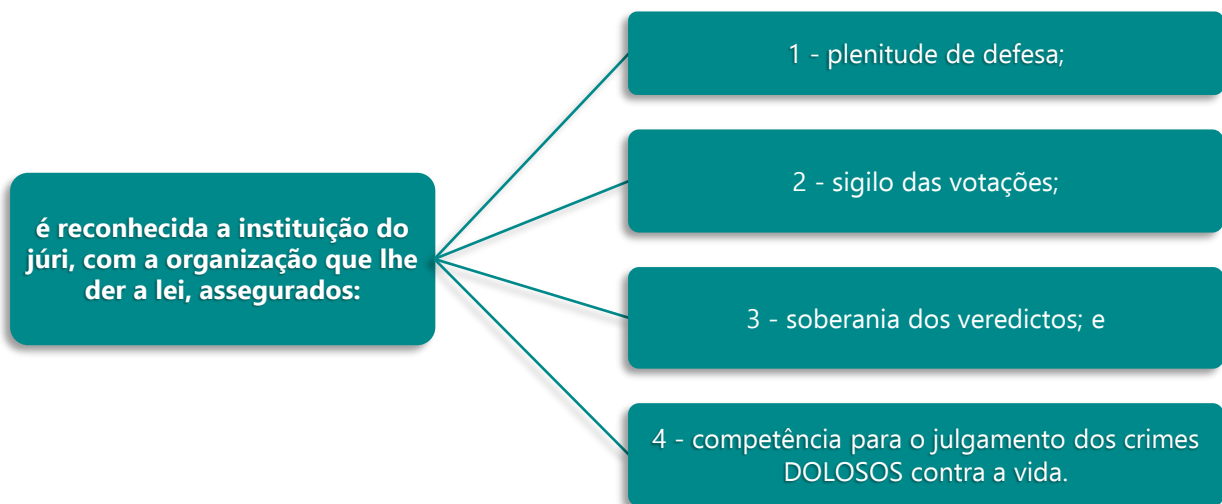 é reconhecida a instituição do
júri, com a organização que lhe
der a lei, assegurados:
1 - plenitude de defesa;
2 - sigilo das votações;
3 - soberania dos veredictos; e
4 - competência para o julgamento dos crimes
DOLOSOS contra a vida.